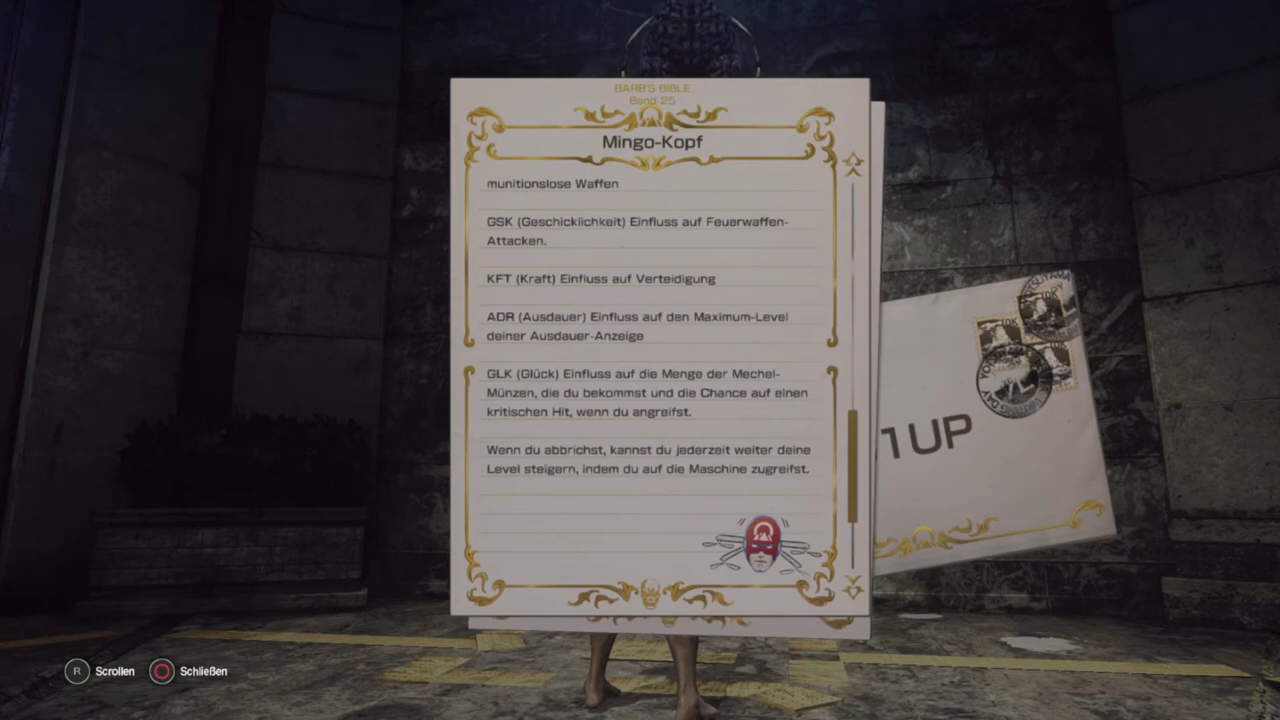 BARB'S BIBLE
Band 25
Mingo-Kopf
munitionslose Waffen
GSK (Geschicklichkeit) Einfluss auf Feuerwaffen-
Attacken.
KFT (Kraft) Einfluss auf Verteidigung
ADR (Ausdauer) Einfluss auf den Maximum-Level
deiner Ausdauer-Anzeige
GLK (Glück) Einfluss auf die Menge der Mechel-
Münzen, die du bekommst und die Chance auf einen
kritischen Hit, wenn du angreifst.
Wenn du abbrichst, kannst du jederzeit weiter deine
Level steigern, indem du auf die Maschine zugreifst.
1UP
R Scrollen
Schließen